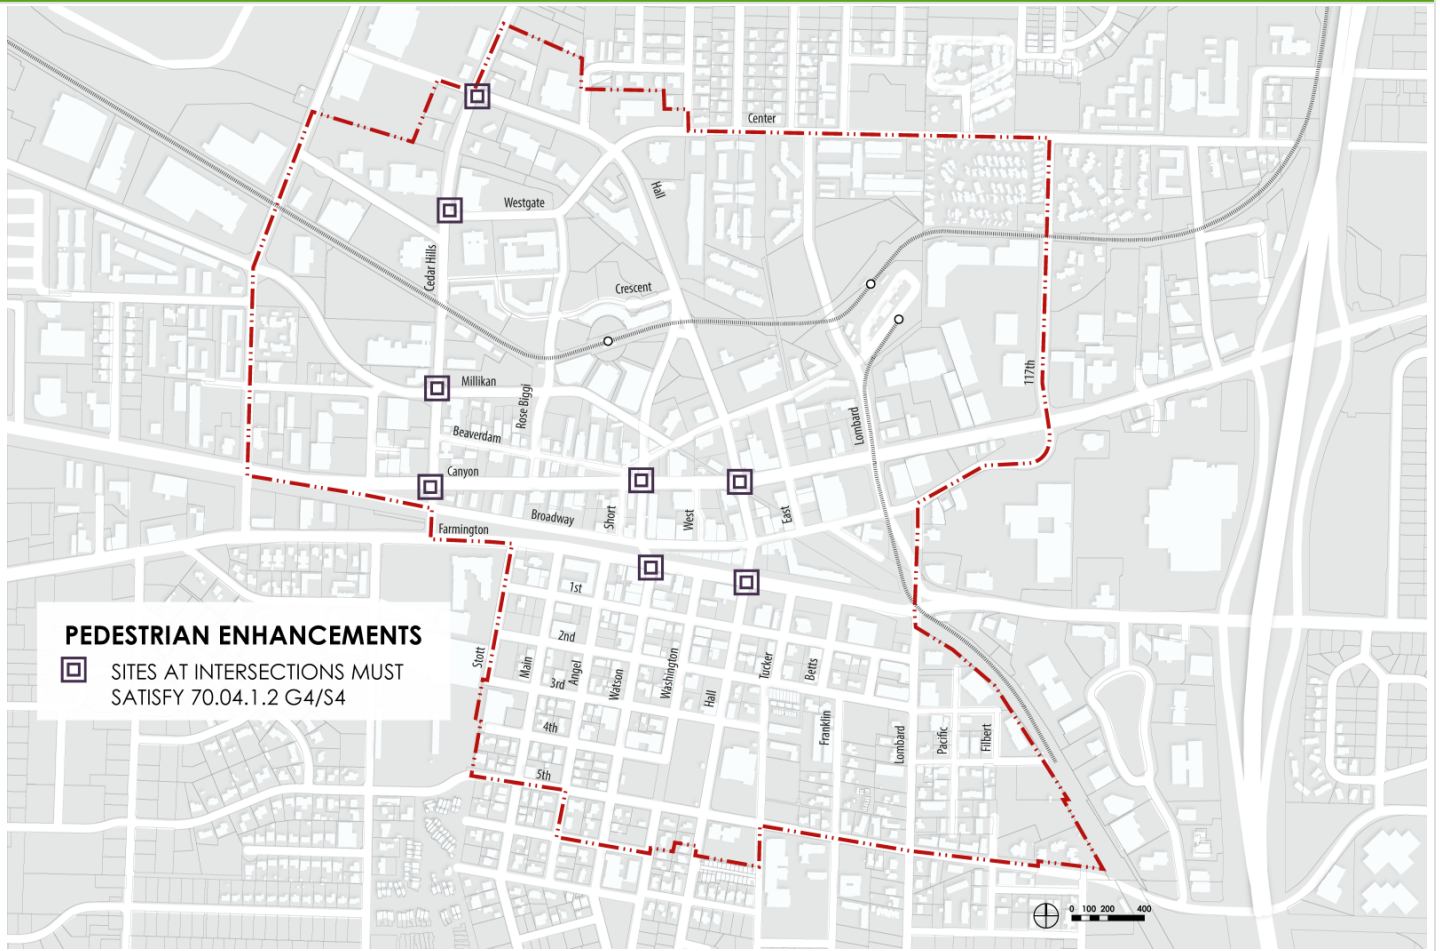 Center
Hall
Westgate
Cedar Hills
Crescent
117th
Millikan
Rose Biggi
Beaverdam
Lombard
Canyon
Broadway
Short
West
East
Farmington
1st
PEDESTRIAN ENHANCEMENTS
SITES AT INTERSECTIONS MUST
SATISFY 70.04.1.2 G4/S4
2nd
Stott
Main
Angel
3rd
Watson
Washington
Tucker
Betts
Hall
4th
Franklin
Lombard
Pacific
Filbert
5th
0 100 200 400